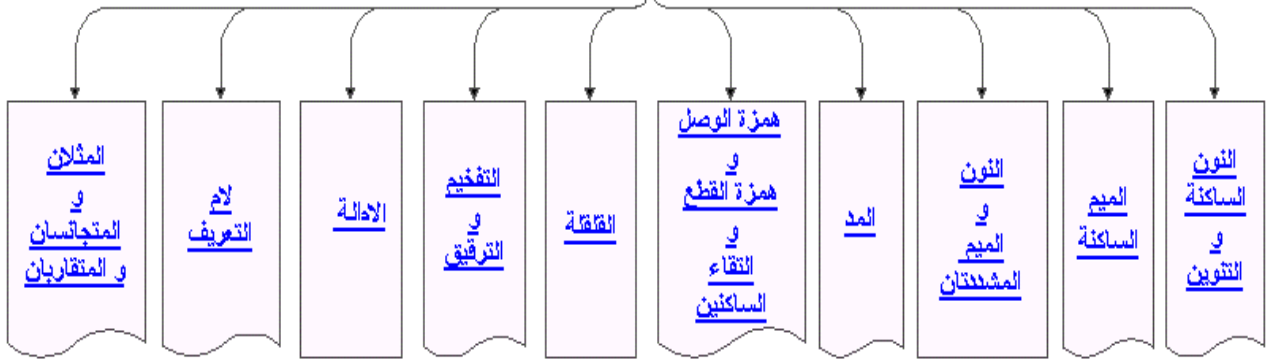 النون
الساكنة
و
التنوين
الميم
الساكنة
النون
و
الميم
المشددتان
المد
همزة الوصل
و
همزة القطع
و
التقاء
الساكنين
القلقلة
التفخيم
و
الترقيق
الامالة
لام
التعريف
المثلان
و
المتجانسان
و المتقاربان